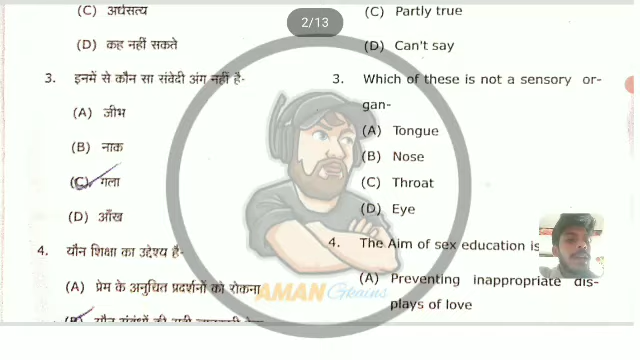 (C) अर्धसत्य
(D) कह नहीं सकते
3. इनमें से कौन सा संवेदी अंग नहीं है-
(A) जीभ
(B) नाक
(C) गला
(D) आँख
4. यौन शिक्षा का उद्देश्य है-
(A) प्रेम के अनुचित प्रदर्शनों को रोकना
2/13
(C) Partly true
(D) Can't say
3. Which of these is not a sensory or-
gan-
(A) Tongue
(B) Nose
(C) Throat
(D) Eye
4. The Aim of sex education is
(A) Preventing inappropriate dis-
plays of love
AMAN Gkains